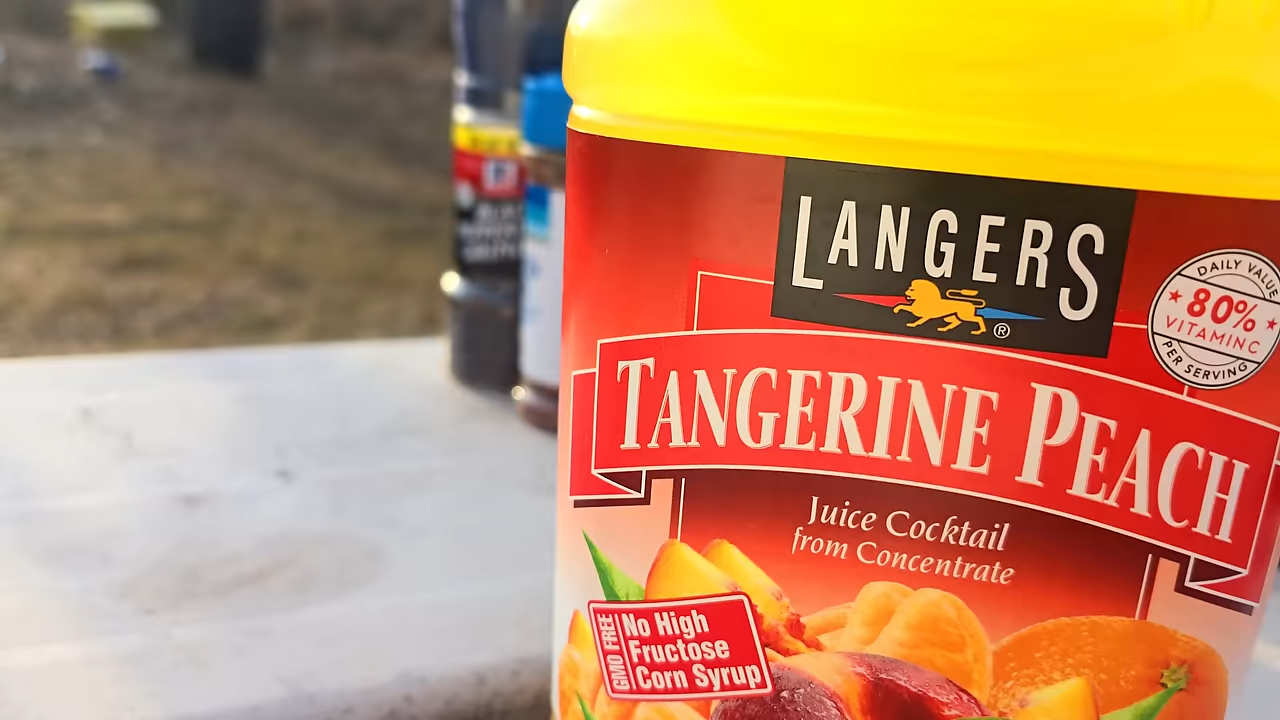 LANGERS
®
DAILY VALUE
80%
VITAMIN C
PER SERVING
TANGERINE PEACH
Juice Cocktail
from Concentrate
GMO FREE
No High
Fructose
Corn Syrup